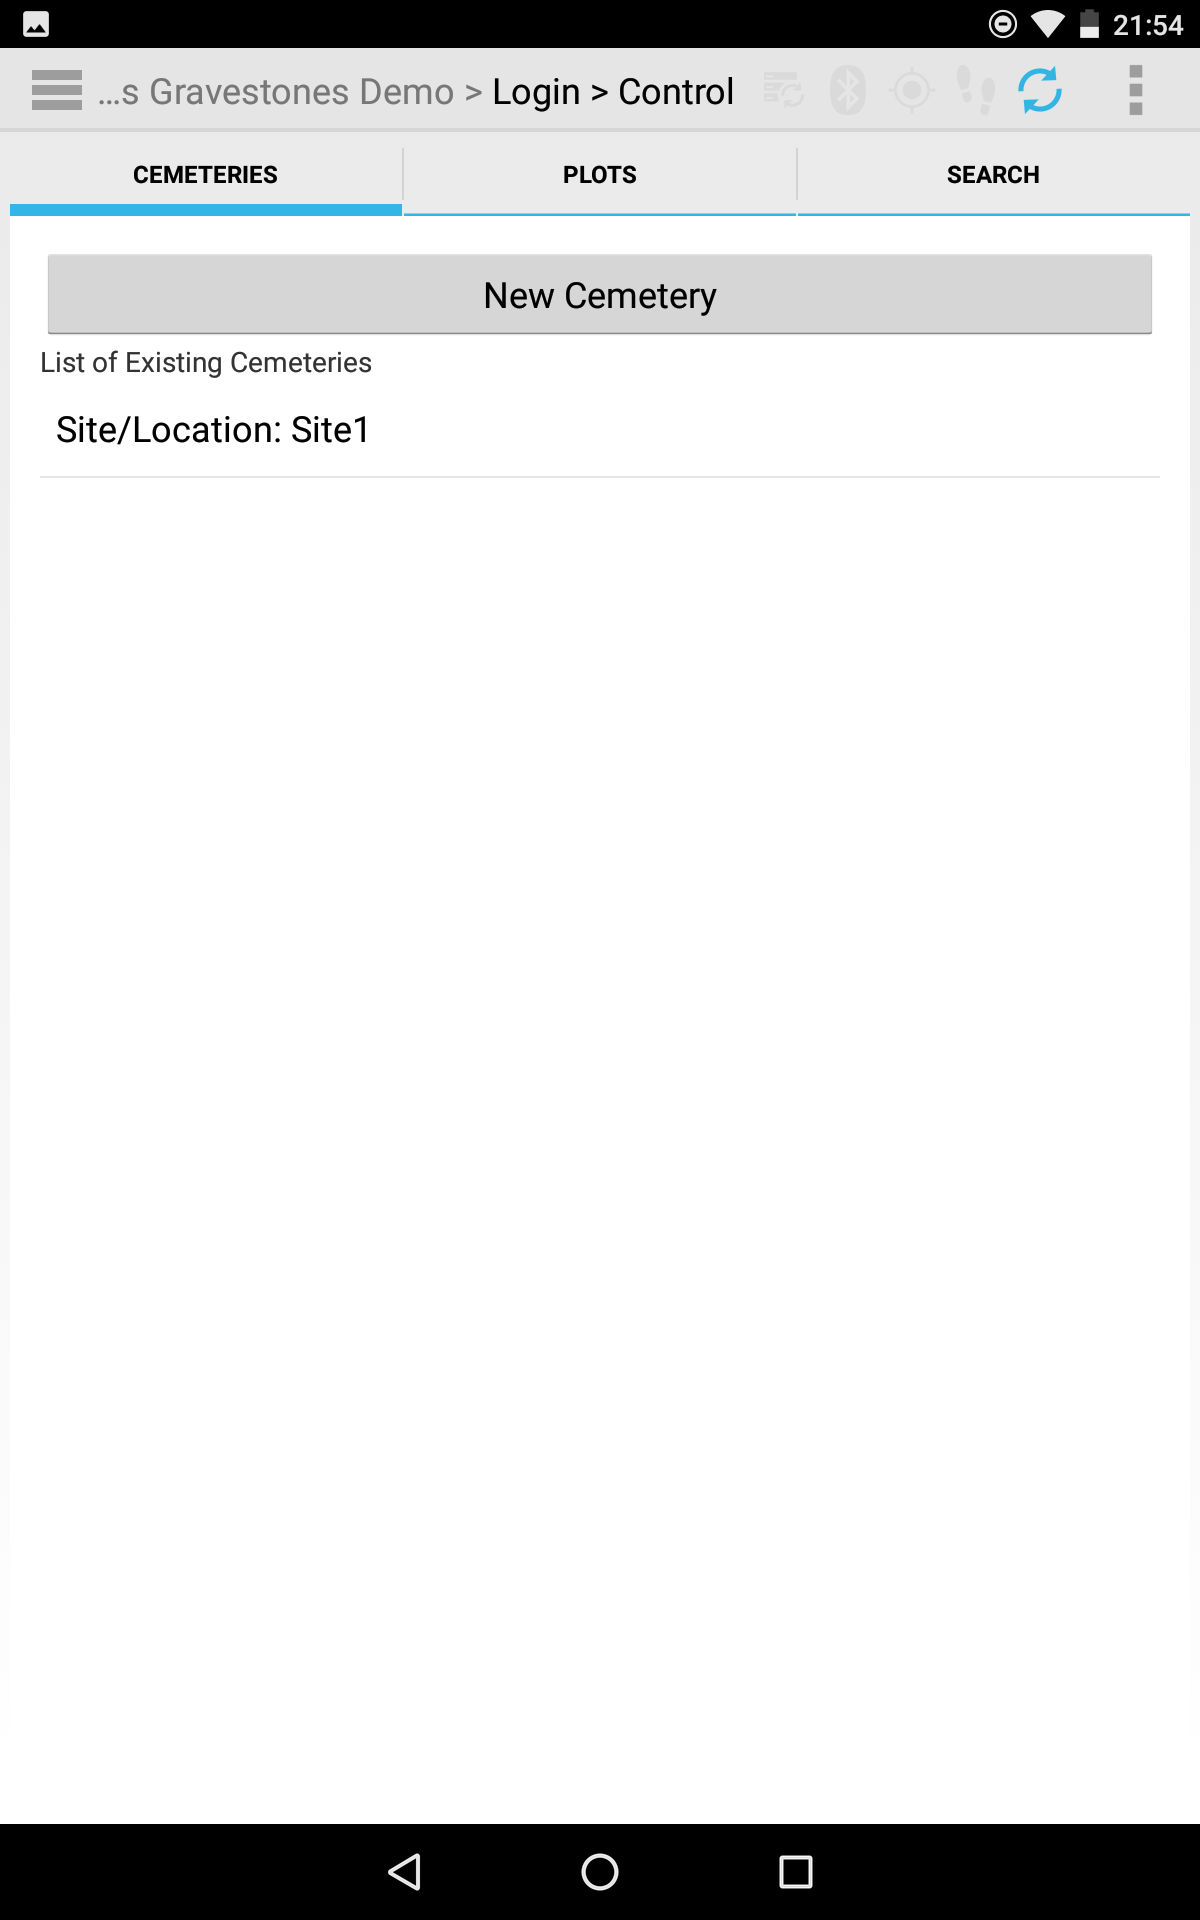 21:54
...s Gravestones Demo > Login > Control
CEMETERIES PLOTS SEARCH
New Cemetery
List of Existing Cemeteries
Site/Location: Site1